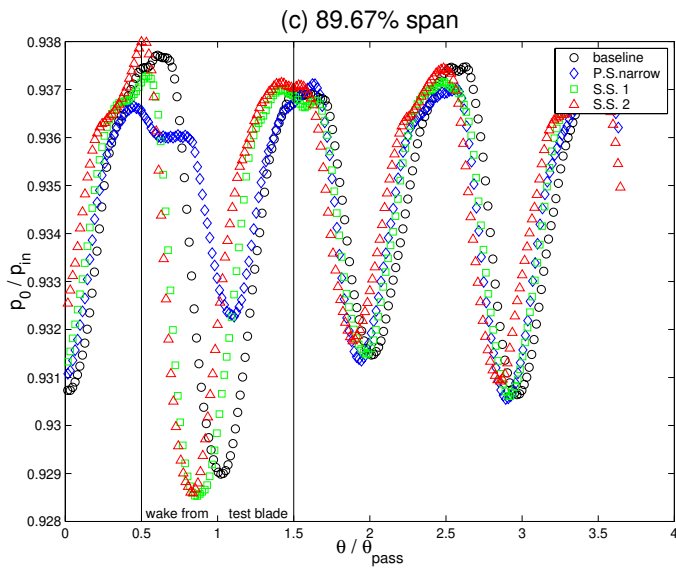 (c) 89.67% span
0.938
0.937
0.936
0.935
0.934
0.933
0.932
0.931
0.93
0.929
0.928
p0 / pin
baseline
P.S.narrow
S.S. 1
S.S. 2
wake from test blade
0 0.5 1 1.5 2 2.5 3 3.5 4
θ / θpass